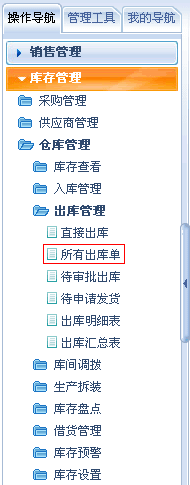 操作导航 管理工具 我的导航
销售管理
库存管理
采购管理
供应商管理
仓库管理
库存查看
入库管理
出库管理
直接出库
所有出库单
待审批出库
待申请发货
出库明细表
出库汇总表
库间调拨
生产拆装
库存盘点
借货管理
库存预警
库存设置